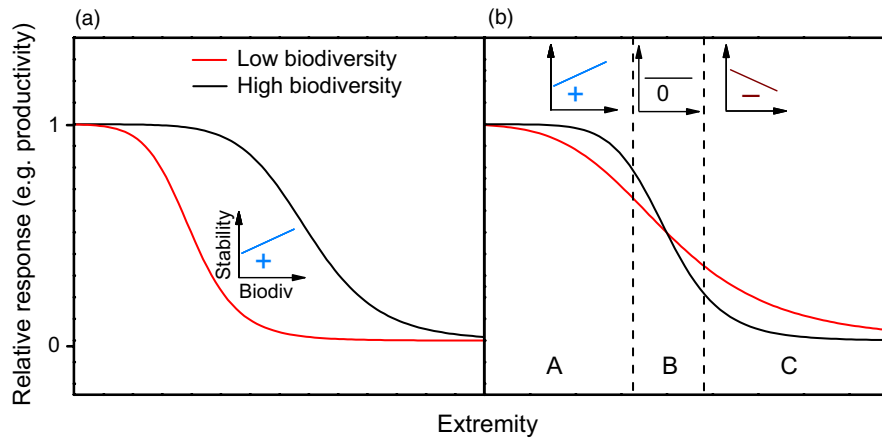 (a)
(b)
Low biodiversity
High biodiversity
Relative response (e.g. productivity)
1
0
Stability
+
Biodiv
+
0
−
A
B
C
Extremity